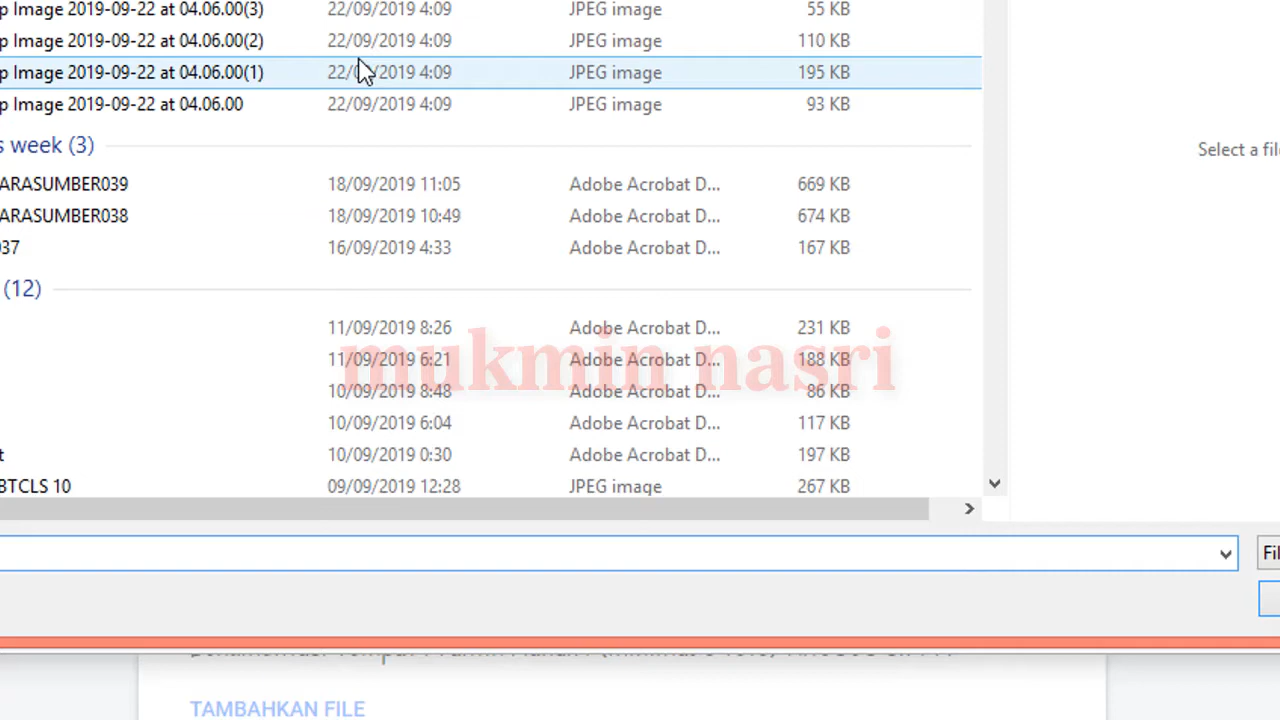 p Image 2019-09-22 at 04.06.00(3) 22/09/2019 4:09 JPEG image 55 KB
p Image 2019-09-22 at 04.06.00(2) 22/09/2019 4:09 JPEG image 110 KB
p Image 2019-09-22 at 04.06.00(1) 22/09/2019 4:09 JPEG image 195 KB
p Image 2019-09-22 at 04.06.00 22/09/2019 4:09 JPEG image 93 KB
s week (3)
Select a fil
ARASUMBER039 18/09/2019 11:05 Adobe Acrobat D... 669 KB
ARASUMBER038 18/09/2019 10:49 Adobe Acrobat D... 674 KB
037 16/09/2019 4:33 Adobe Acrobat D... 167 KB
(12)
11/09/2019 8:26 Adobe Acrobat D... 231 KB
11/09/2019 6:21 Adobe Acrobat D... 188 KB
mukmin nasri
10/09/2019 8:48 Adobe Acrobat D... 86 KB
10/09/2019 6:04 Adobe Acrobat D... 117 KB
t 10/09/2019 0:30 Adobe Acrobat D... 197 KB
BTCLS 10 09/09/2019 12:28 JPEG image 267 KB
Fil
TAMBAHKAN FILE